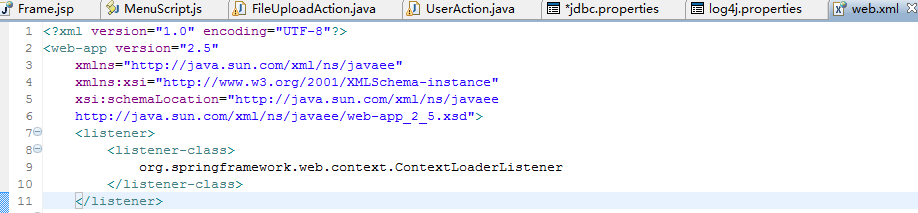 Frame.jsp MenuScript.js FileUploadAction.java UserAction.java *jdbc.properties log4j.properties web.xml
1 <?xml version="1.0" encoding="UTF-8"?>
2 <web-app version="2.5"
3 xmlns="http://java.sun.com/xml/ns/javaee"
4 xmlns:xsi="http://www.w3.org/2001/XMLSchema-instance"
5 xsi:schemaLocation="http://java.sun.com/xml/ns/javaee
6 http://java.sun.com/xml/ns/javaee/web-app_2_5.xsd">
7 <listener>
8 <listener-class>
9 org.springframework.web.context.ContextLoaderListener
10 </listener-class>
11 </listener>